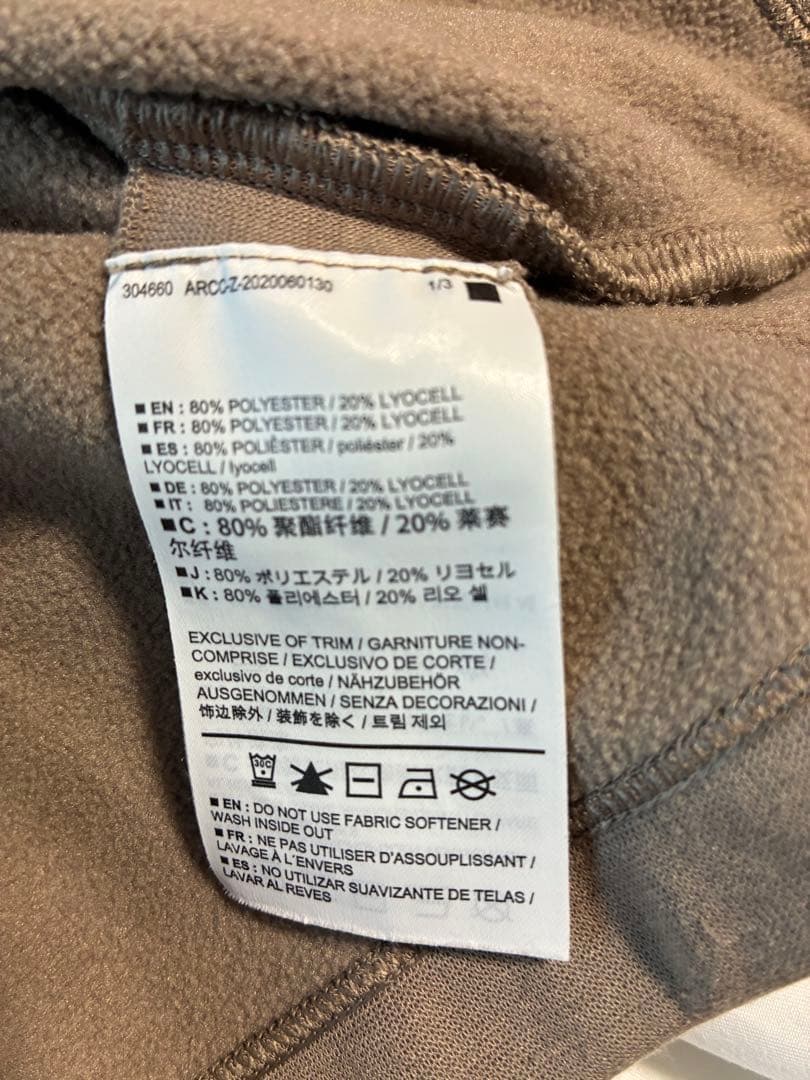 304660 ARCC-Z-2020060130 1/3
EN : 80% POLYESTER / 20% LYOCELL
FR : 80% POLYESTER / 20% LYOCELL
ES : 80% POLIÉSTER / poliéster / 20%
LYOCELL / lyocell
DE : 80% POLYESTER / 20% LYOCELL
IT : 80% POLIESTERE / 20% LYOCELL
C : 80% 聚酯纤维 / 20% 莱赛
尔纤维
J : 80% ポリエステル / 20% リヨセル
K : 80% 폴리에스터 / 20% 리오 셀
EXCLUSIVE OF TRIM / GARNITURE NON-
COMPRISE / EXCLUSIVO DE CORTE /
exclusivo de corte / NÄHZUBEHÖR
AUSGENOMMEN / SENZA DECORAZIONI /
饰边除外 / 装飾を除く / 트림 제외
30C
EN : DO NOT USE FABRIC SOFTENER /
WASH INSIDE OUT
FR : NE PAS UTILISER D'ASSOUPLISSANT /
LAVAGE À L'ENVERS
ES : NO UTILIZAR SUAVIZANTE DE TELAS /
LAVAR AL REVES